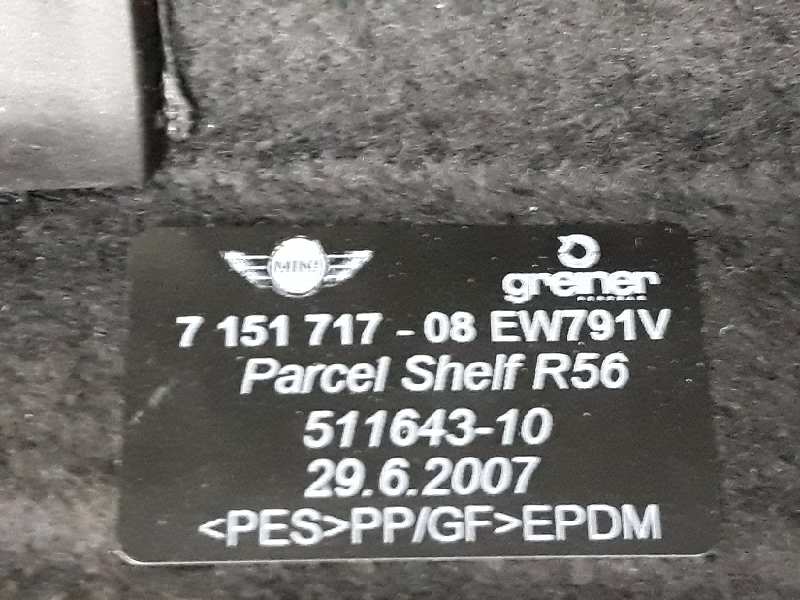 MINI
greiner
7 151 717 - 08 EW791V
Parcel Shelf R56
511643-10
29.6.2007
<PES>PP/GF>EPDM